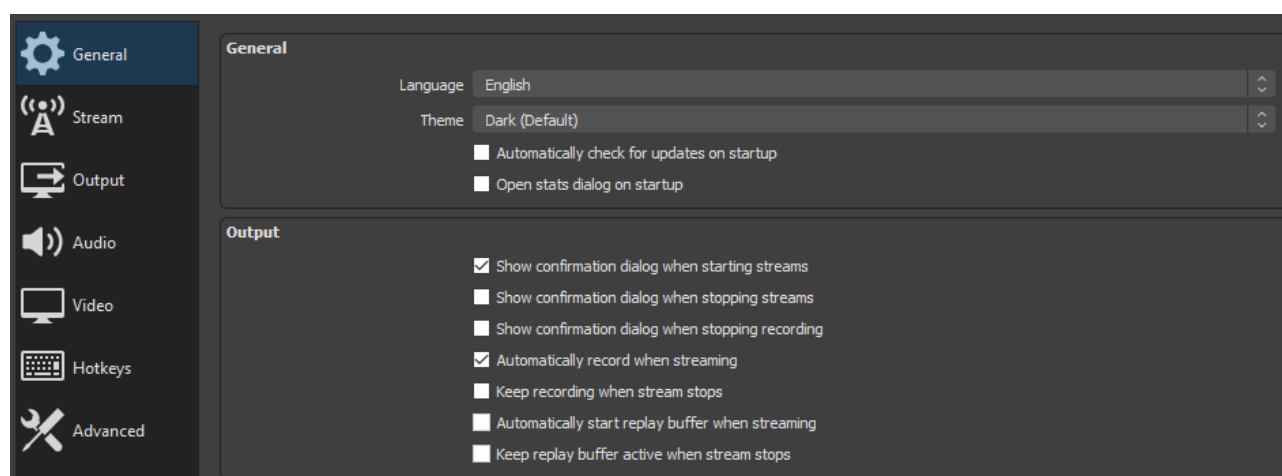 General
Stream
Output
Audio
Video
Hotkeys
Advanced
General
Language English
Theme Dark (Default)
Automatically check for updates on startup
Open stats dialog on startup
Output
Show confirmation dialog when starting streams
Show confirmation dialog when stopping streams
Show confirmation dialog when stopping recording
Automatically record when streaming
Keep recording when stream stops
Automatically start replay buffer when streaming
Keep replay buffer active when stream stops